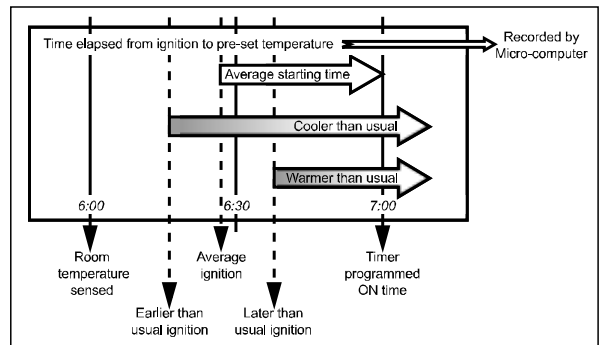 Time elapsed from ignition to pre-set temperature
Recorded by
Micro-computer
Average starting time
Cooler than usual
Warmer than usual
6:00
6:30
7:00
Room
temperature
sensed
Average
ignition
Timer
programmed
ON time
Earlier than
usual ignition
Later than
usual ignition